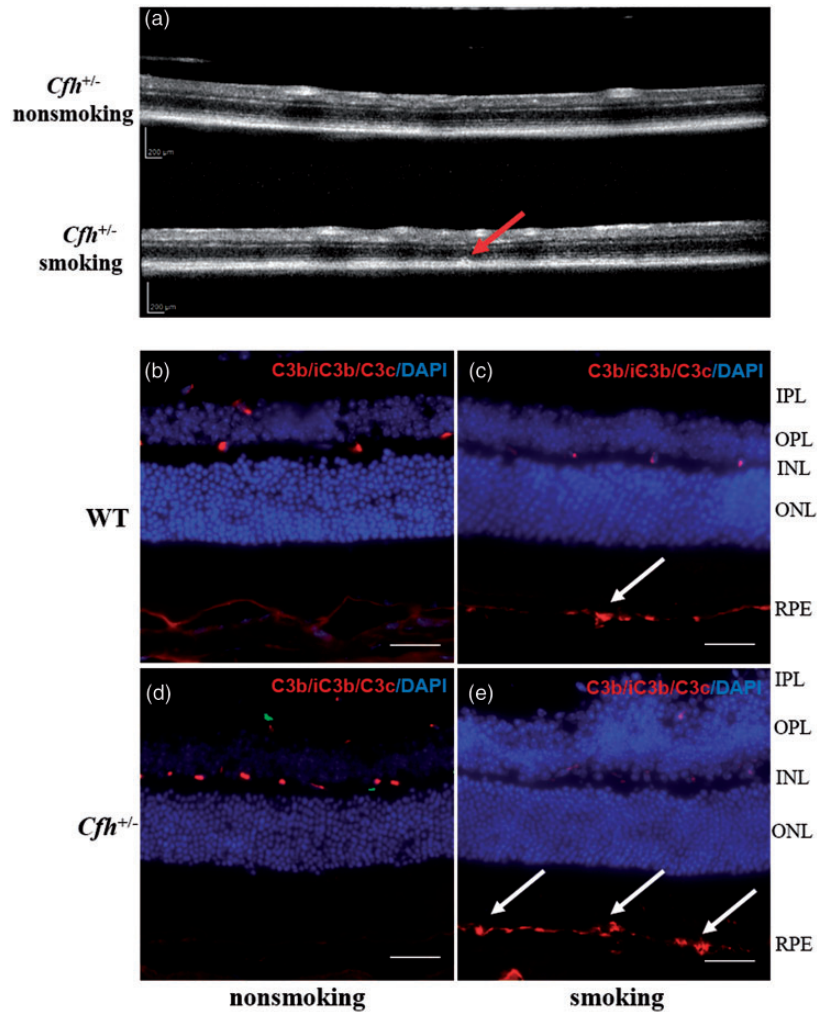 (a)
Cfh+/-
nonsmoking
200 µm
Cfh+/-
smoking
200 µm
(b)
C3b/iC3b/C3c/DAPI
(c)
C3b/iC3b/C3c/DAPI
IPL
OPL
INL
ONL
WT
RPE
(d)
C3b/iC3b/C3c/DAPI
(e)
C3b/iC3b/C3c/DAPI
IPL
OPL
INL
Cfh+/-
ONL
RPE
nonsmoking
smoking